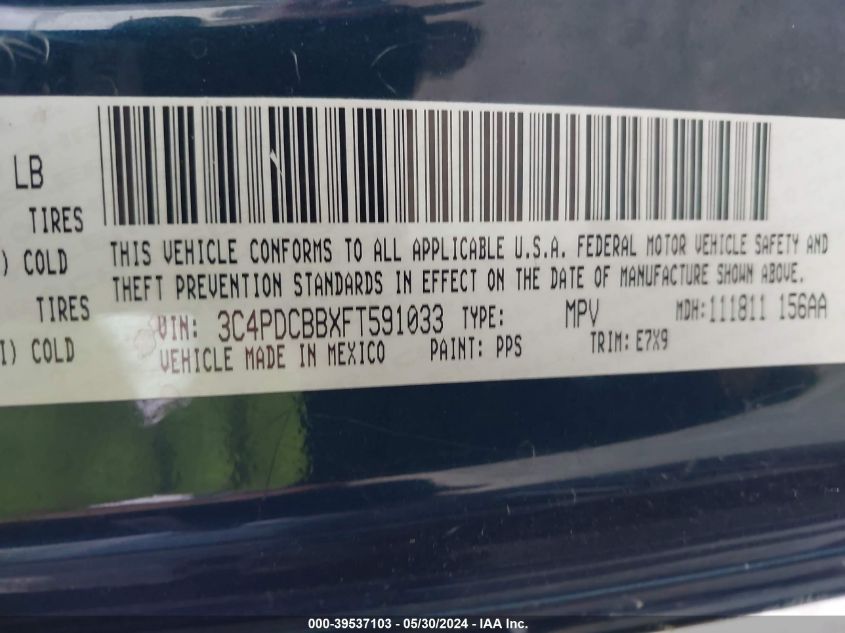 LB
TIRES
) COLD
TIRES
I) COLD
THIS VEHICLE CONFORMS TO ALL APPLICABLE U.S.A. FEDERAL MOTOR VEHICLE SAFETY AND
THEFT PREVENTION STANDARDS IN EFFECT ON THE DATE OF MANUFACTURE SHOWN ABOVE.
VIN: 3C4PDCBBXFT591033 TYPE: MPV MDH:111811 156AA
VEHICLE MADE IN MEXICO PAINT: PPS TRIM: E7X9
000-39537103 - 05/30/2024 - IAA Inc.